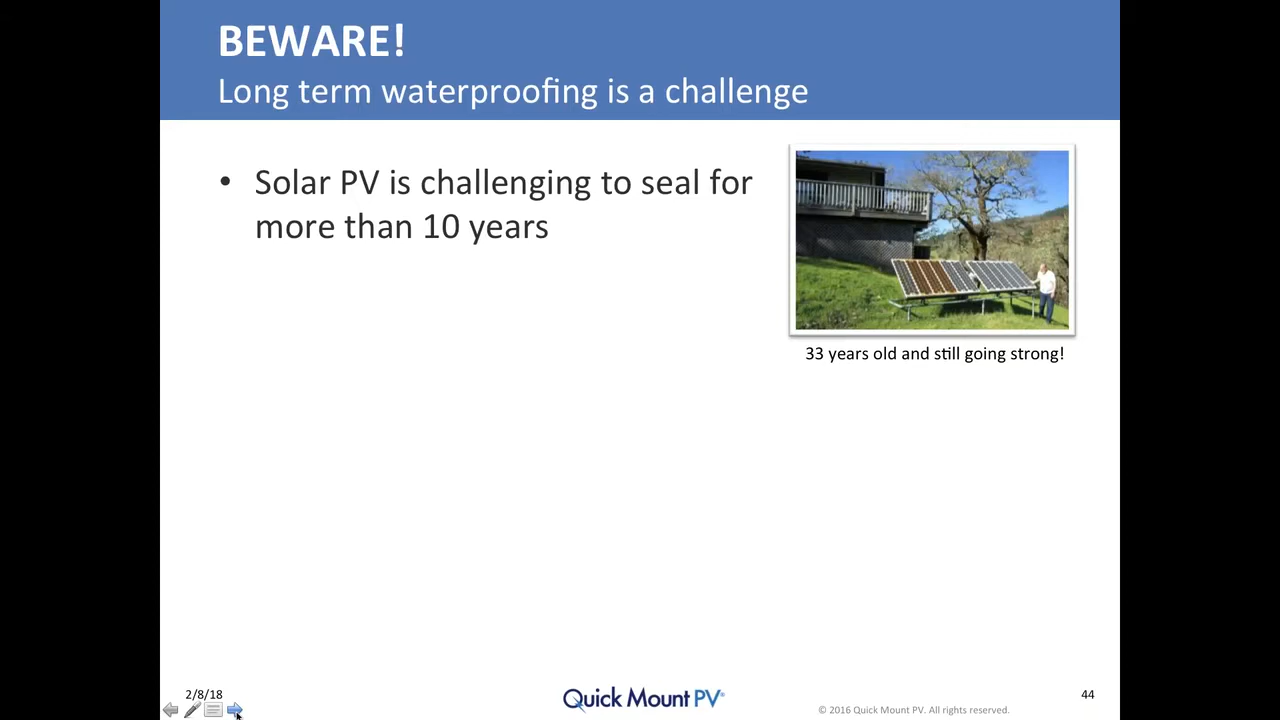 BEWARE!
Long term waterproofing is a challenge
• Solar PV is challenging to seal for
more than 10 years
33 years old and still going strong!
2/8/18
Quick Mount PV®
44
© 2016 Quick Mount PV. All rights reserved.